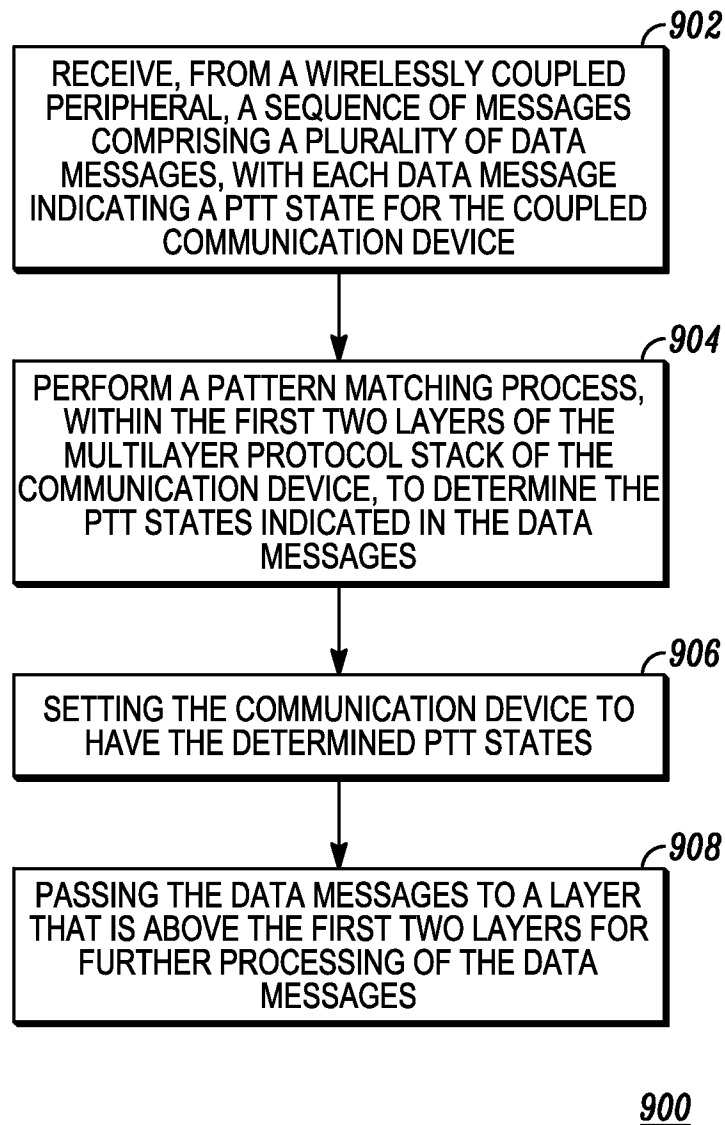 902
RECEIVE, FROM A WIRELESSLY COUPLED
PERIPHERAL, A SEQUENCE OF MESSAGES
COMPRISING A PLURALITY OF DATA
MESSAGES, WITH EACH DATA MESSAGE
INDICATING A PTT STATE FOR THE COUPLED
COMMUNICATION DEVICE
904
PERFORM A PATTERN MATCHING PROCESS,
WITHIN THE FIRST TWO LAYERS OF THE
MULTILAYER PROTOCOL STACK OF THE
COMMUNICATION DEVICE, TO DETERMINE THE
PTT STATES INDICATED IN THE DATA
MESSAGES
906
SETTING THE COMMUNICATION DEVICE TO
HAVE THE DETERMINED PTT STATES
908
PASSING THE DATA MESSAGES TO A LAYER
THAT IS ABOVE THE FIRST TWO LAYERS FOR
FURTHER PROCESSING OF THE DATA
MESSAGES
900